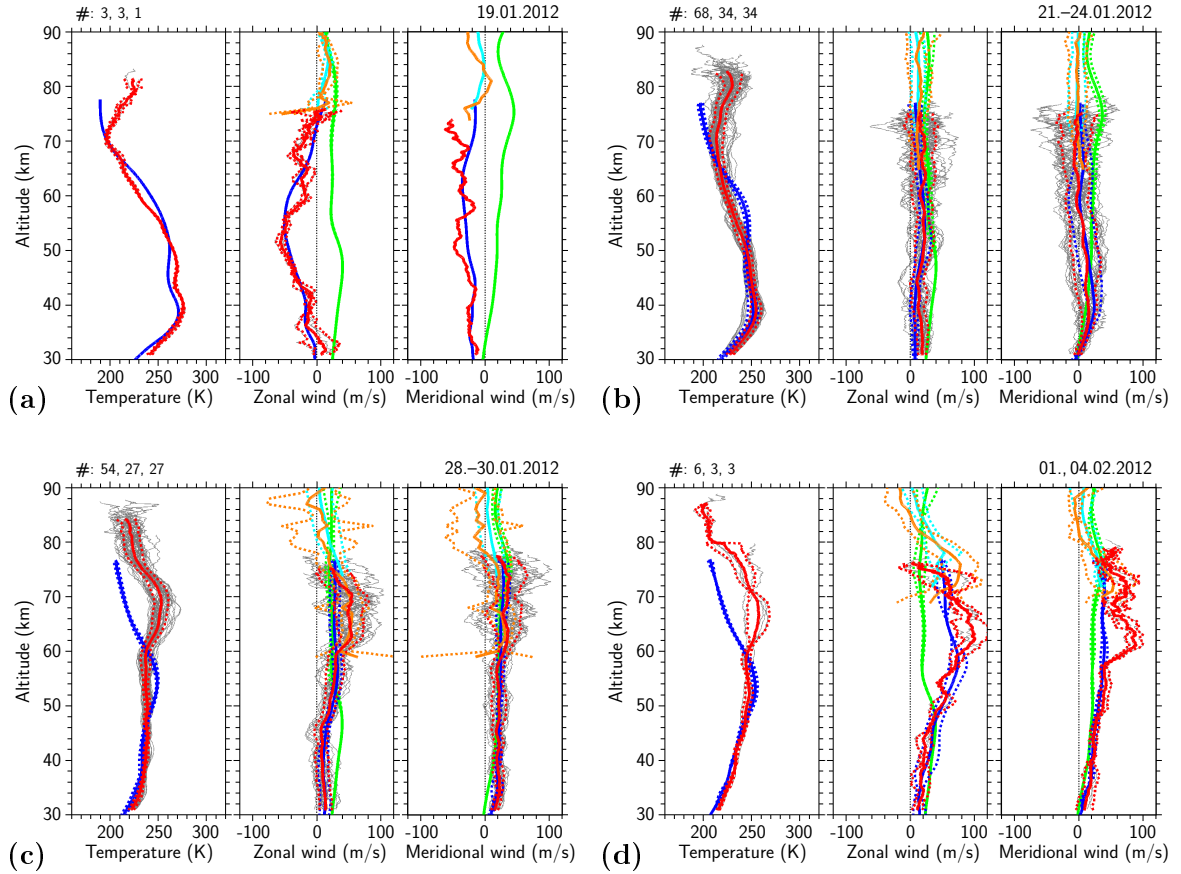 #: 3, 3, 1 19.01.2012
#: 68, 34, 34 21.–24.01.2012
90
80
70
60
50
40
30
Altitude (km)
200 250 300 -100 0 100 0 100
(a) Temperature (K) Zonal wind (m/s) Meridional wind (m/s)
90
80
70
60
50
40
30
Altitude (km)
200 250 300 -100 0 100 0 100
(b) Temperature (K) Zonal wind (m/s) Meridional wind (m/s)
#: 54, 27, 27 28.–30.01.2012
#: 6, 3, 3 01., 04.02.2012
90
80
70
60
50
40
30
Altitude (km)
200 250 300 -100 0 100 0 100
(c) Temperature (K) Zonal wind (m/s) Meridional wind (m/s)
90
80
70
60
50
40
30
Altitude (km)
200 250 300 -100 0 100 0 100
(d) Temperature (K) Zonal wind (m/s) Meridional wind (m/s)